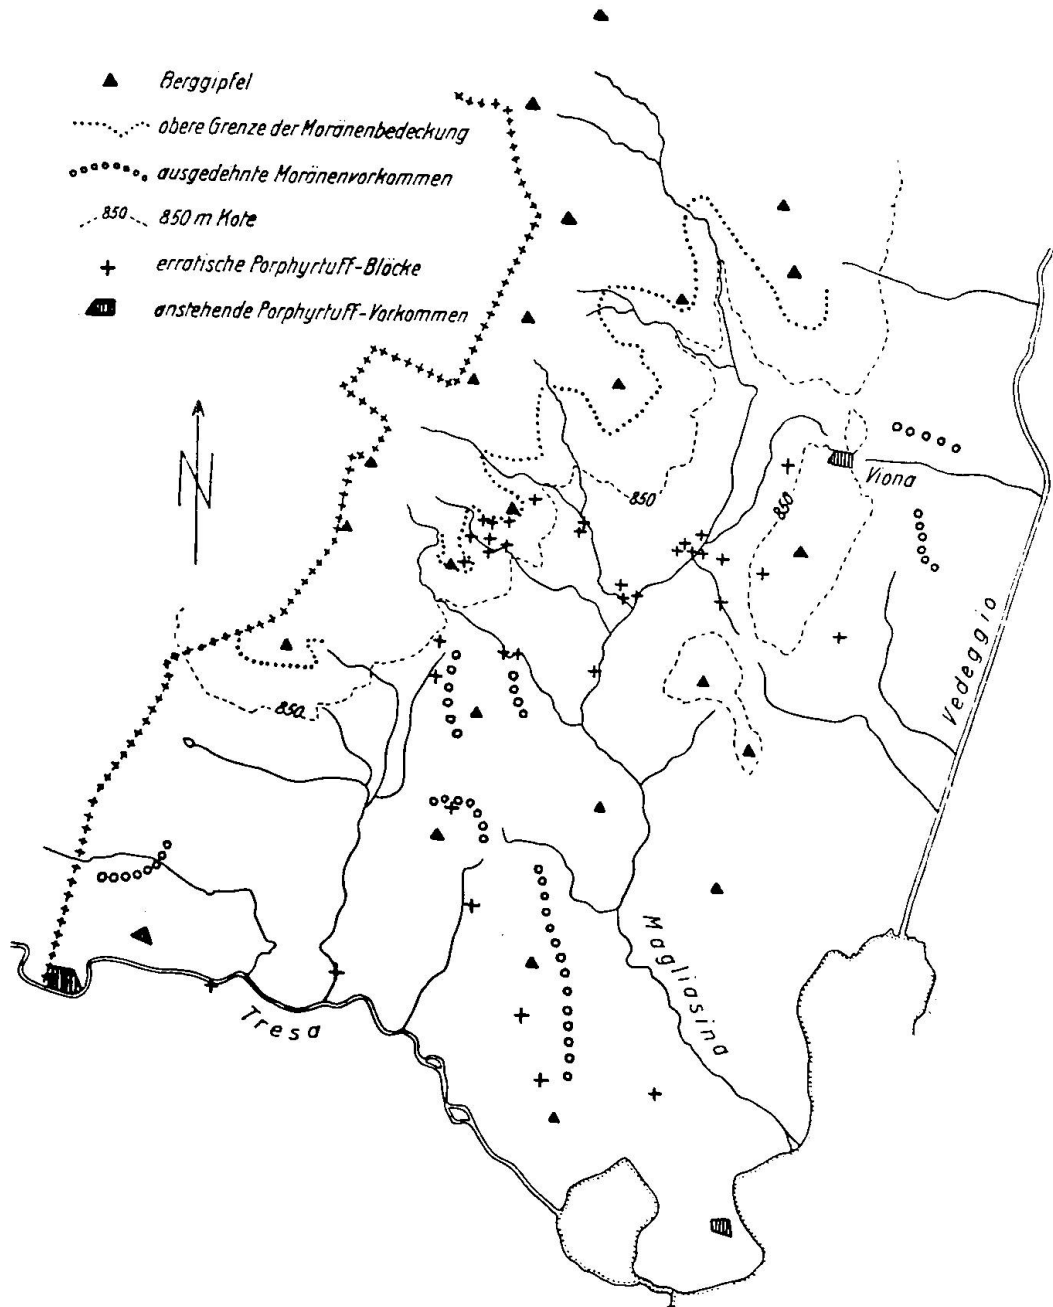 Berggipfel
obere Grenze der Moränenbedeckung
ausgedehnte Moränenvorkommen
850 850 m Kote
erratische Porphyrtuff-Blöcke
anstehende Porphyrtuff-Vorkommen
N
850
850
Viona
Vedeggio
850
Magliasina
Tresa